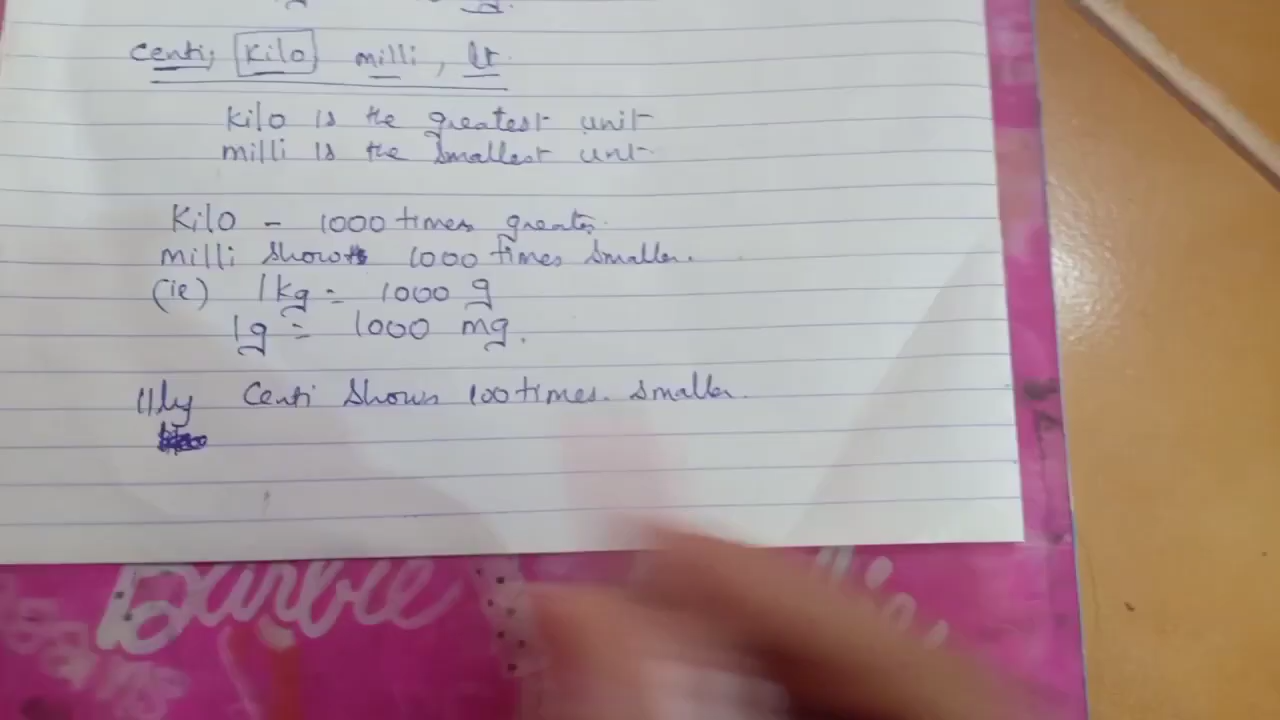 centi, Kilo milli, lt.
Kilo is the greatest unit
milli is the smallest unit.
Kilo - 1000 times greater.
milli shows 1000 times smaller.
(ie) 1kg = 1000 g
1g = 1000 mg.
llly Centi shows 100 times. smaller.
Barbie